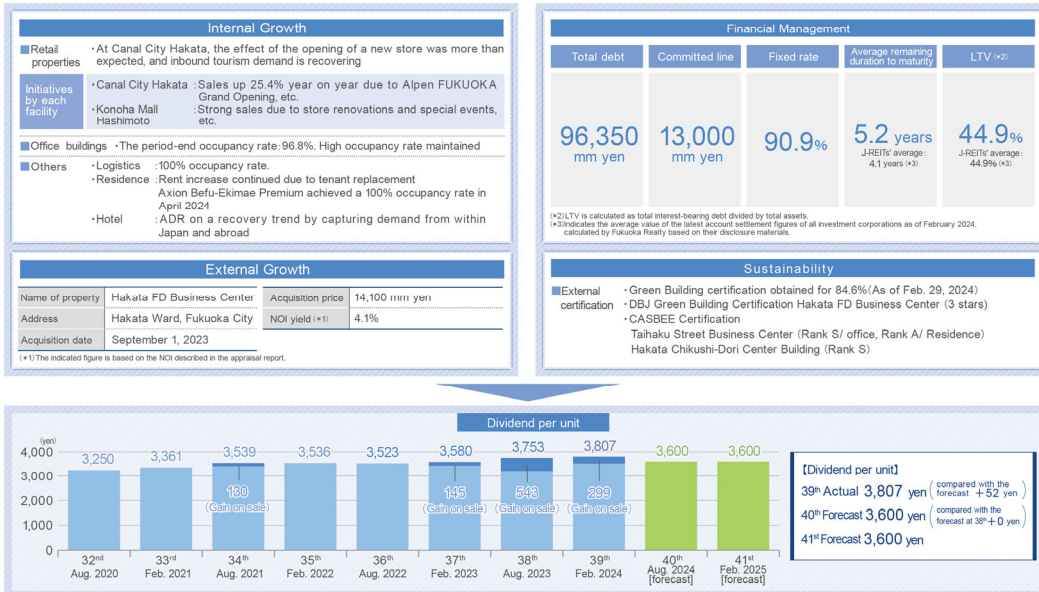 Internal Growth
■Retail properties ・At Canal City Hakata, the effect of the opening of a new store was more than
expected, and inbound tourism demand is recovering
Initiatives by each facility
・Canal City Hakata :Sales up 25.4% year on year due to Alpen FUKUOKA
Grand Opening, etc.
・Konoha Mall Hashimoto :Strong sales due to store renovations and special events,
etc.
■Office buildings ・The period-end occupancy rate:96.8%. High occupancy rate maintained
■Others ・Logistics :100% occupancy rate.
・Residence :Rent increase continued due to tenant replacement
Axion Befu-Ekimae Premium achieved a 100% occupancy rate in
April 2024
・Hotel :ADR on a recovery trend by capturing demand from within
Japan and abroad
External Growth
Name of property Hakata FD Business Center Acquisition price 14,100 mm yen
Address Hakata Ward, Fukuoka City NOI yield (*1) 4.1%
Acquisition date September 1, 2023
(*1)The indicated figure is based on the NOI described in the appraisal report.
Financial Management
Total debt Committed line Fixed rate Average remaining duration to maturity LTV (*2)
96,350 mm yen
13,000 mm yen
90.9%
5.2 years
J-REITs' average:
4.1 years (*3)
44.9%
J-REITs' average:
44.9% (*3)
(*2)LTV is calculated as total interest-bearing debt divided by total assets.
(*3)Indicates the average value of the latest account settlement figures of all investment corporations as of February 2024,
calculated by Fukuoka Realty based on their disclosure materials.
Sustainability
■External certification ・Green Building certification obtained for 84.6%(As of Feb. 29, 2024)
・DBJ Green Building Certification Hakata FD Business Center (3 stars)
・CASBEE Certification
Taihaku Street Business Center (Rank S/ office, Rank A/ Residence)
Hakata Chikushi-Dori Center Building (Rank S)
Dividend per unit
(yen)
4,000
3,000
2,000
1,000
0
3,250 3,361 3,539 3,536 3,523 3,580 3,753 3,807 3,600 3,600
130 (Gain on sale)
145 (Gain on sale)
543 (Gain on sale)
299 (Gain on sale)
32nd Aug. 2020
33rd Feb. 2021
34th Aug. 2021
35th Feb. 2022
36th Aug. 2022
37th Feb. 2023
38th Aug. 2023
39th Feb. 2024
40th Aug. 2024 [forecast]
41st Feb. 2025 [forecast]
【Dividend per unit】
39th Actual 3,807 yen (compared with the forecast +52 yen)
40th Forecast 3,600 yen (compared with the forecast at 38th +0 yen)
41st Forecast 3,600 yen